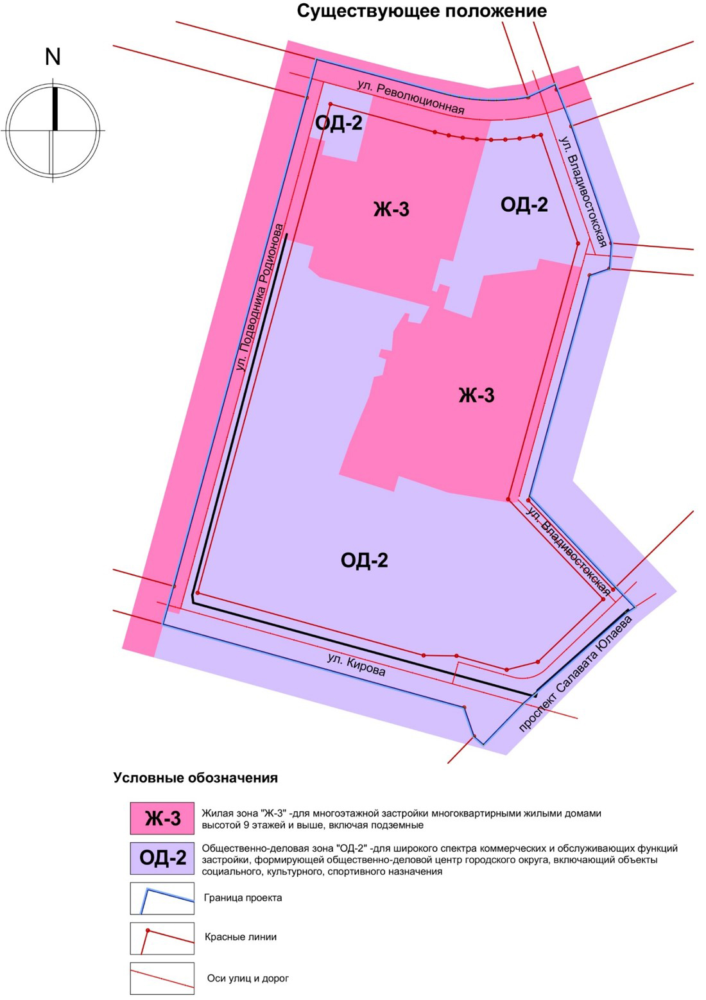 Существующее положение
N
ул. Революционная
ОД-2
ул. Владивостокская
Ж-3
ОД-2
ул. Подводника Родионова
Ж-3
ул. Владивостокская
ОД-2
проспект Салавата Юлаева
ул. Кирова
Условные обозначения
Ж-3
Жилая зона "Ж-3" -для многоэтажной застройки многоквартирными жилыми домами
высотой 9 этажей и выше, включая подземные
ОД-2
Общественно-деловая зона "ОД-2" -для широкого спектра коммерческих и обслуживающих функций
застройки, формирующей общественно-деловой центр городского округа, включающий объекты
социального, культурного, спортивного назначения
Граница проекта
Красные линии
Оси улиц и дорог